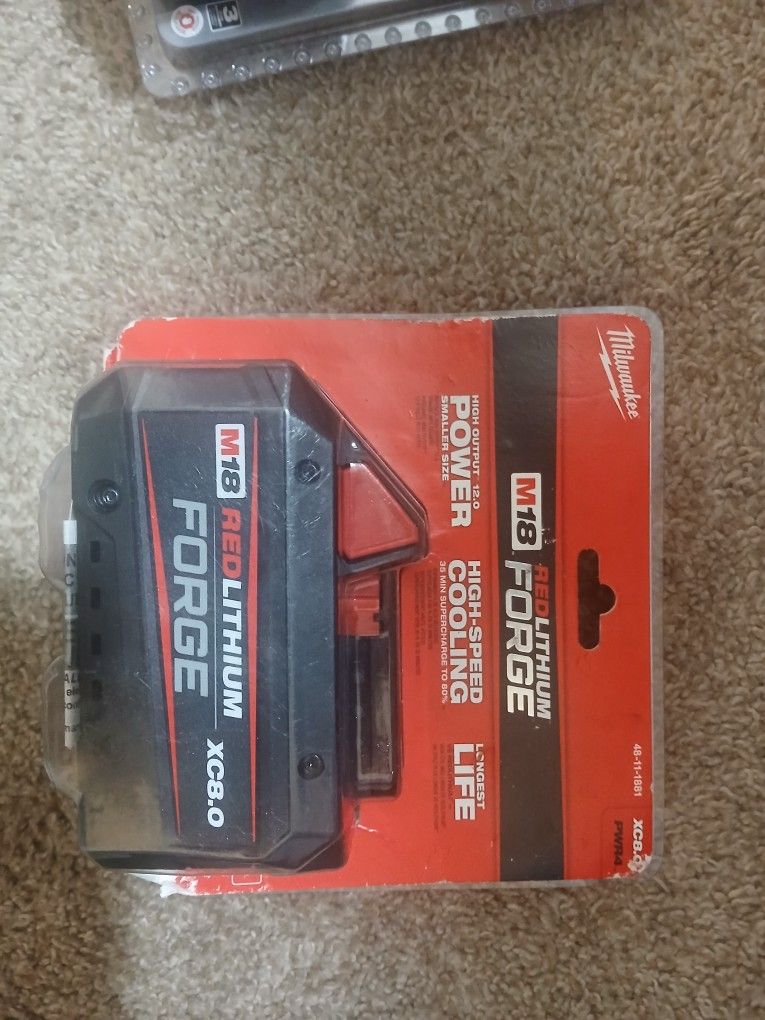 3
Milwaukee
M18 REDLITHIUM
FORGE
HIGH OUTPUT 12.0
POWER
SMALLER SIZE
HIGH-SPEED
COOLING
35 MIN SUPERCHARGE TO 80%
LONGEST
LIFE
48-11-1881
XC8.0
PWR4
M18 REDLITHIUM XC8.0
FORGE